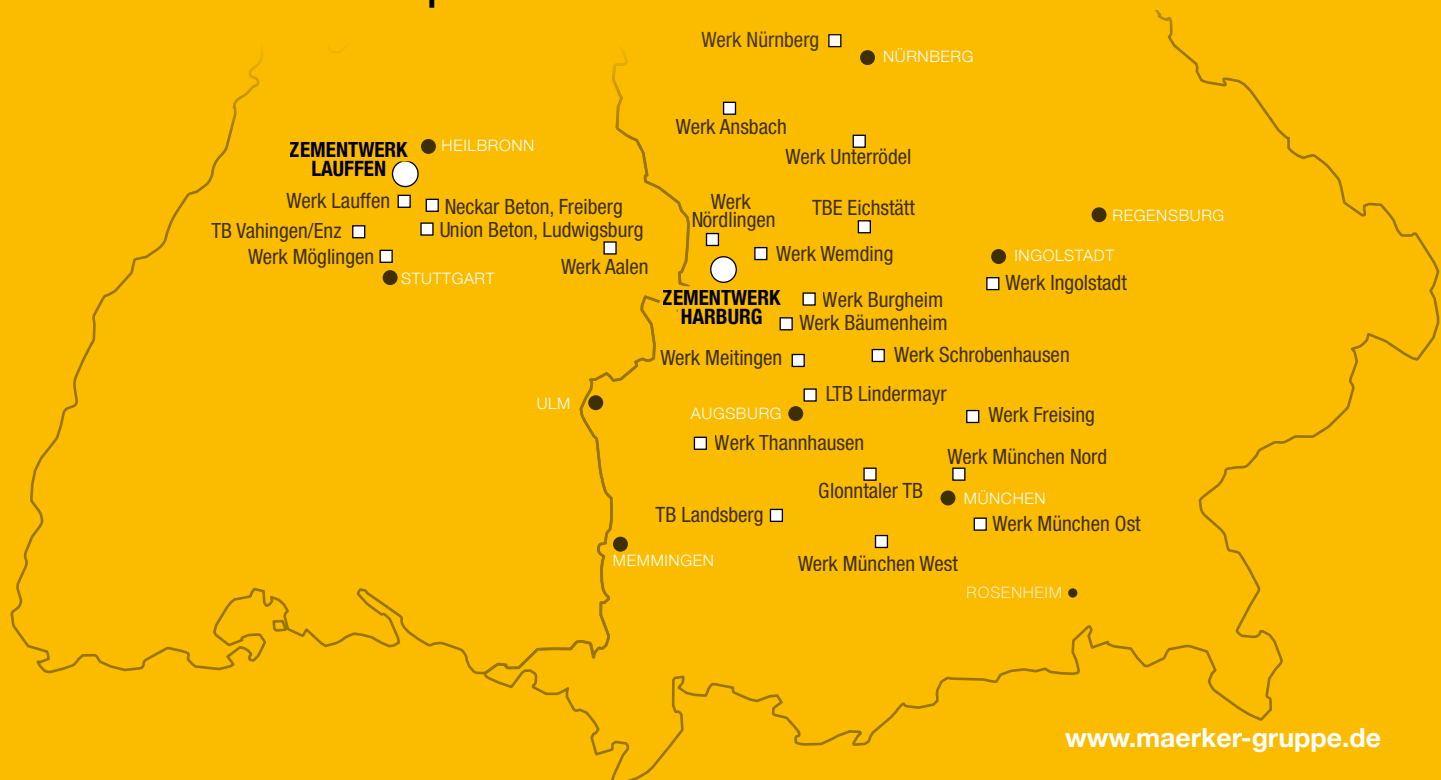 Werk Nürnberg
NÜRNBERG
Werk Ansbach
Werk Unterrödel
ZEMENTWERK
LAUFFEN
HEILBRONN
Werk Lauffen
Neckar Beton, Freiberg
TB Vahingen/Enz
Union Beton, Ludwigsburg
Werk Möglingen
STUTTGART
Werk Aalen
Werk
Nördlingen
TBE Eichstätt
REGENSBURG
Werk Wemding
INGOLSTADT
Werk Ingolstadt
ZEMENTWERK
HARBURG
Werk Burgheim
Werk Bäumenheim
Werk Meitingen
Werk Schrobenhausen
ULM
LTB Lindermayr
AUGSBURG
Werk Freising
Werk Thannhausen
Werk München Nord
Glonntaler TB
MÜNCHEN
TB Landsberg
Werk München Ost
MEMMINGEN
Werk München West
ROSENHEIM
www.maerker-gruppe.de